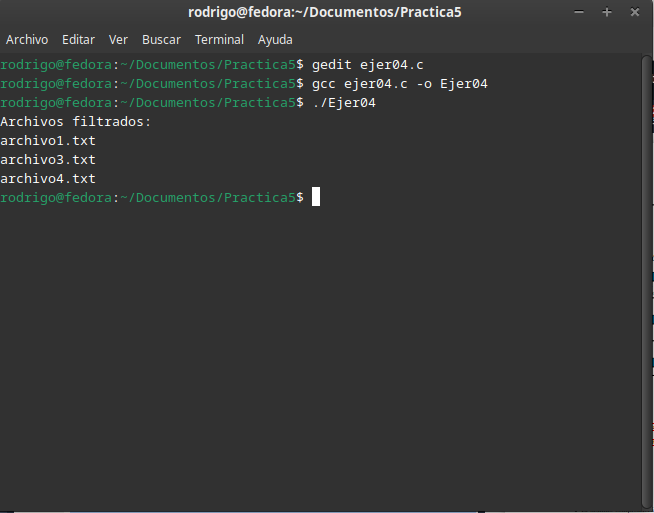 rodrigo@fedora:~/Documentos/Practica5
Archivo Editar Ver Buscar Terminal Ayuda
rodrigo@fedora:~/Documentos/Practica5$ gedit ejer04.c
rodrigo@fedora:~/Documentos/Practica5$ gcc ejer04.c -o Ejer04
rodrigo@fedora:~/Documentos/Practica5$ ./Ejer04
Archivos filtrados:
archivo1.txt
archivo3.txt
archivo4.txt
rodrigo@fedora:~/Documentos/Practica5$